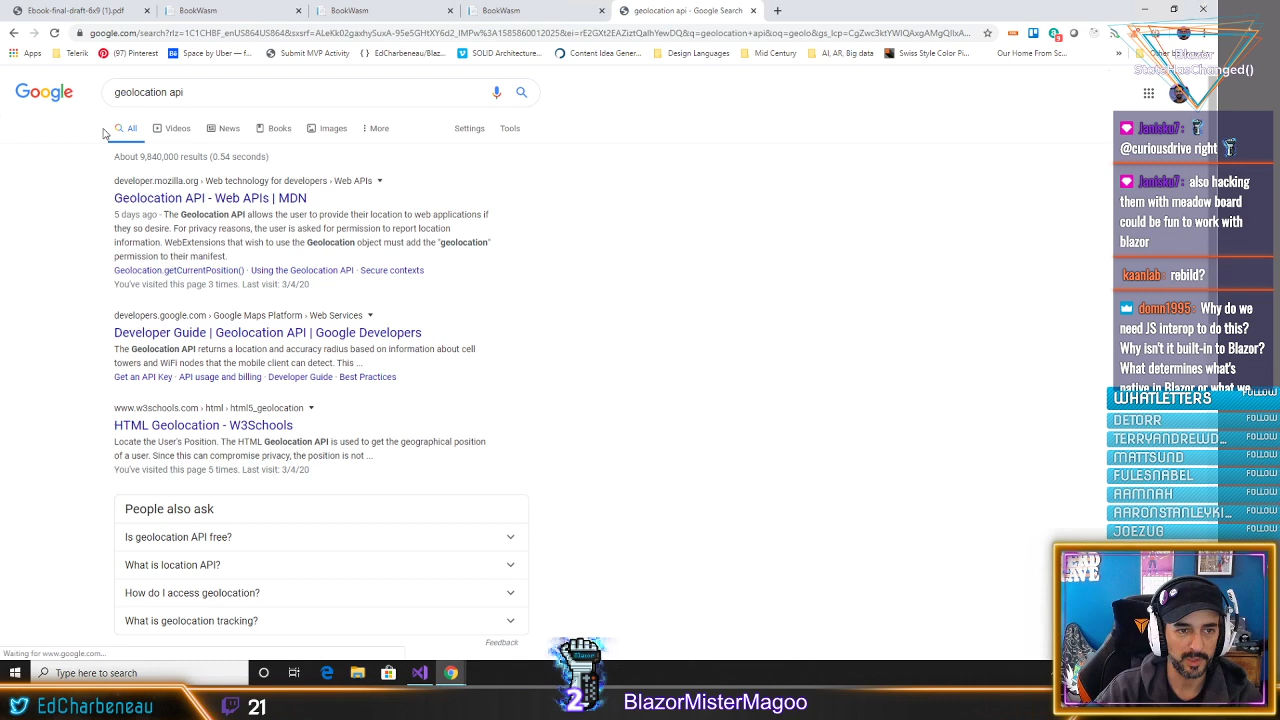 Ebook-final-draft-6x9 (1).pdf
BookWasm
BookWasm
BookWasm
geolocation api - Google Search
Apps
Telerik
(97) Pinterest
Space by Uber — f...
Submit MVP Activity
EdCharbeneau/Blaz...
SOUND Architectur...
Content Idea Gener...
Design Languages
Mid Century
AI, AR, Big data
Swiss Style Color Pi...
Our Home From Sc...
Blazor
StateHasChanged()
Google
geolocation api
All
Videos
News
Books
Images
More
Settings
Tools
About 9,840,000 results (0.54 seconds)
developer.mozilla.org › Web technology for developers › Web APIs
Geolocation API - Web APIs | MDN
5 days ago · The Geolocation API allows the user to provide their location to web applications if
they so desire. For privacy reasons, the user is asked for permission to report location
information. WebExtensions that wish to use the Geolocation object must add the "geolocation"
permission to their manifest.
Geolocation.getCurrentPosition() · Using the Geolocation API · Secure contexts
You've visited this page 3 times. Last visit: 3/4/20
developers.google.com › Google Maps Platform › Web Services
Developer Guide | Geolocation API | Google Developers
The Geolocation API returns a location and accuracy radius based on information about cell
towers and WiFi nodes that the mobile client can detect. This ...
Get an API Key · API usage and billing · Developer Guide · Best Practices
www.w3schools.com › html › html5_geolocation
HTML Geolocation - W3Schools
Locate the User's Position. The HTML Geolocation API is used to get the geographical position
of a user. Since this can compromise privacy, the position is not ...
You've visited this page 5 times. Last visit: 3/4/20
People also ask
Is geolocation API free?
What is location API?
How do I access geolocation?
What is geolocation tracking?
Feedback
Waiting for www.google.com...
Type here to search
Janisku7:
@curiousdrive right
Janisku7: also hacking
them with meadow board
could be fun to work with
blazor
kaanlab: rebild?
domn1995: Why do we
need JS interop to do this?
Why isn't it built-in to Blazor?
What determines what's
native in Blazor or what we
WHATLETTERS FOLLOW
DETORR FOLLOW
TERRYANDREWD... FOLLOW
MATTSUND FOLLOW
FULESNABEL FOLLOW
AAMNAH FOLLOW
AARONSTANLEYKI... FOLLOW
JOEZUG FOLLOW
Blazor
2
EdCharbeneau
21
BlazorMisterMagoo